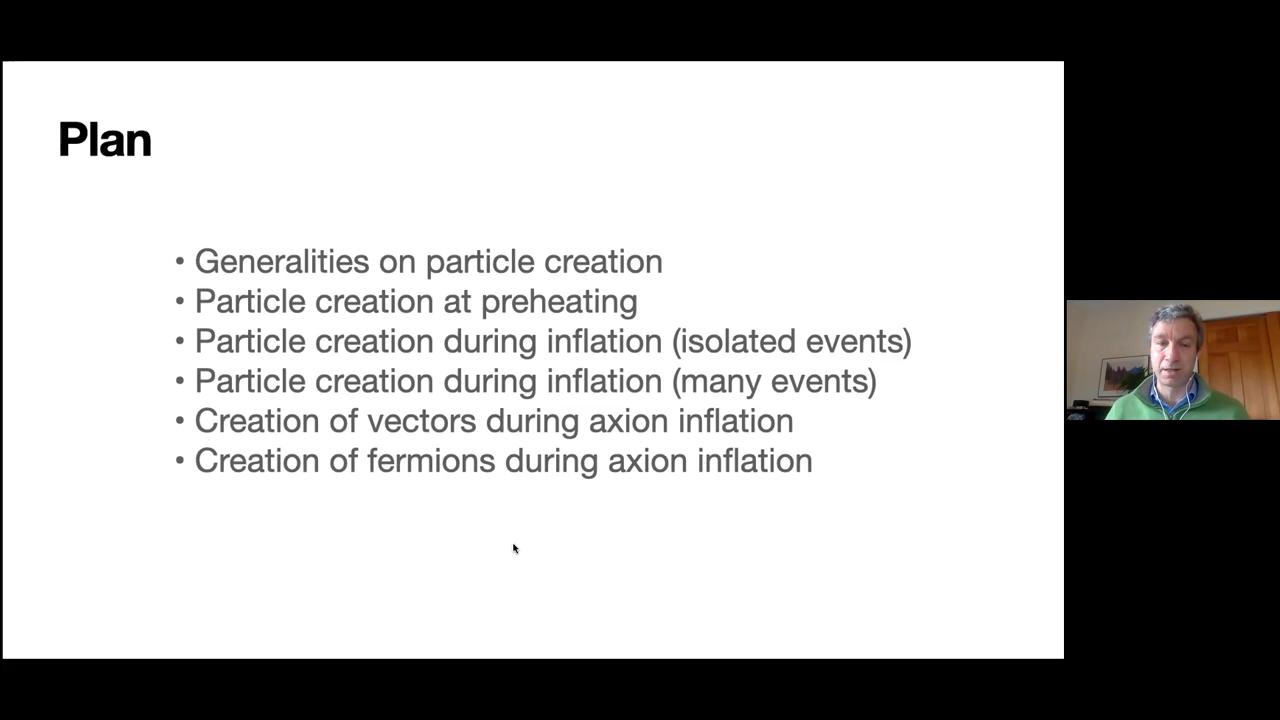 Plan
• Generalities on particle creation
• Particle creation at preheating
• Particle creation during inflation (isolated events)
• Particle creation during inflation (many events)
• Creation of vectors during axion inflation
• Creation of fermions during axion inflation